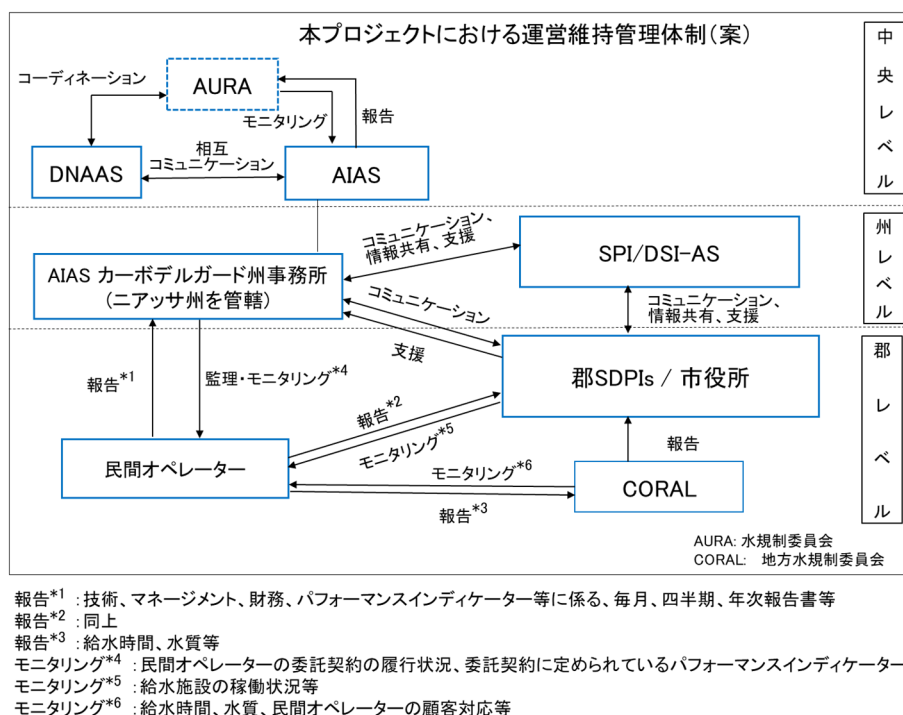 本プロジェクトにおける運営維持管理体制(案)
中央レベル
コーディネーション
AURA
モニタリング
報告
DNAAS
相互
コミュニケーション
AIAS
州レベル
コミュニケーション、
情報共有、支援
SPI/DSI-AS
AIAS カーボデルガード州事務所
(ニアッサ州を管轄)
コミュニケーション
支援
コミュニケーション、
情報共有、支援
郡レベル
郡SDPIs / 市役所
報告*1
監理・モニタリング*4
報告*2
モニタリング*5
報告
民間オペレーター
モニタリング*6
報告*3
CORAL
AURA: 水規制委員会
CORAL: 地方水規制委員会
報告*1 :技術、マネージメント、財務、パフォーマンスインディケーター等に係る、毎月、四半期、年次報告書等
報告*2 :同上
報告*3 :給水時間、水質等
モニタリング*4 :民間オペレーターの委託契約の履行状況、委託契約に定められているパフォーマンスインディケーター
モニタリング*5 :給水施設の稼働状況等
モニタリング*6 :給水時間、水質、民間オペレーターの顧客対応等